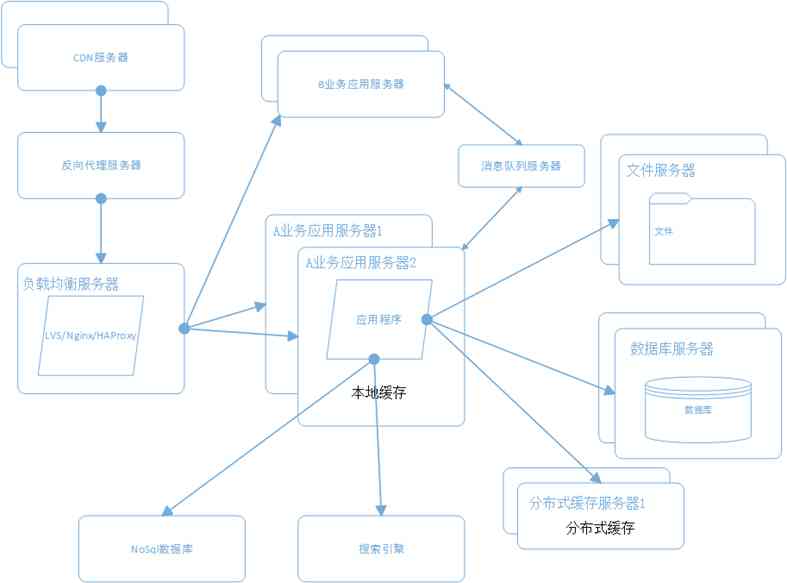 CDN服务器
B业务应用服务器
反向代理服务器
消息队列服务器
文件服务器
文件
A业务应用服务器1
A业务应用服务器2
负载均衡服务器
LVS/Nginx/HAProxy
应用程序
本地缓存
数据库服务器
数据库
分布式缓存服务器1
分布式缓存
NoSql数据库
搜索引擎